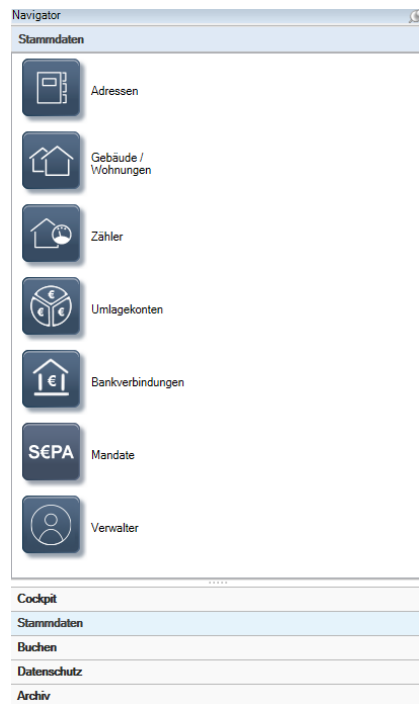 Navigator
Stammdaten
Adressen
Gebäude /
Wohnungen
Zähler
€
€ €
Umlagekonten
€
Bankverbindungen
S€PA
Mandate
Verwalter
Cockpit
Stammdaten
Buchen
Datenschutz
Archiv